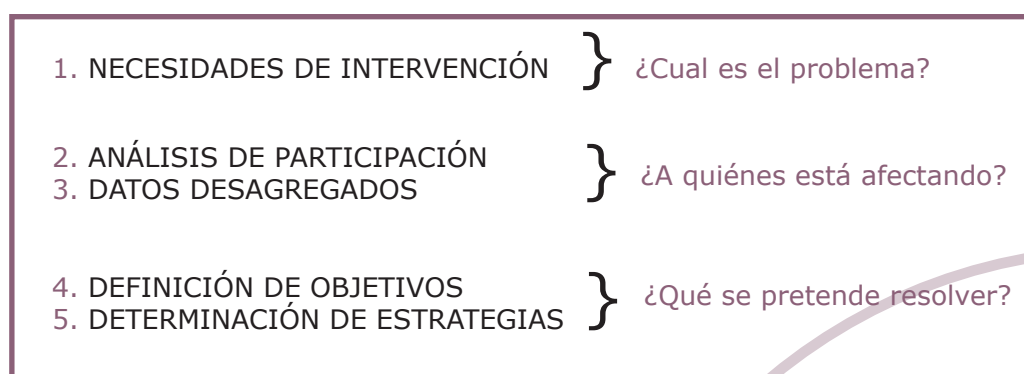 1. NECESIDADES DE INTERVENCIÓN } ¿Cual es el problema?
2. ANÁLISIS DE PARTICIPACIÓN
3. DATOS DESAGREGADOS } ¿A quiénes está afectando?
4. DEFINICIÓN DE OBJETIVOS
5. DETERMINACIÓN DE ESTRATEGIAS } ¿Qué se pretende resolver?